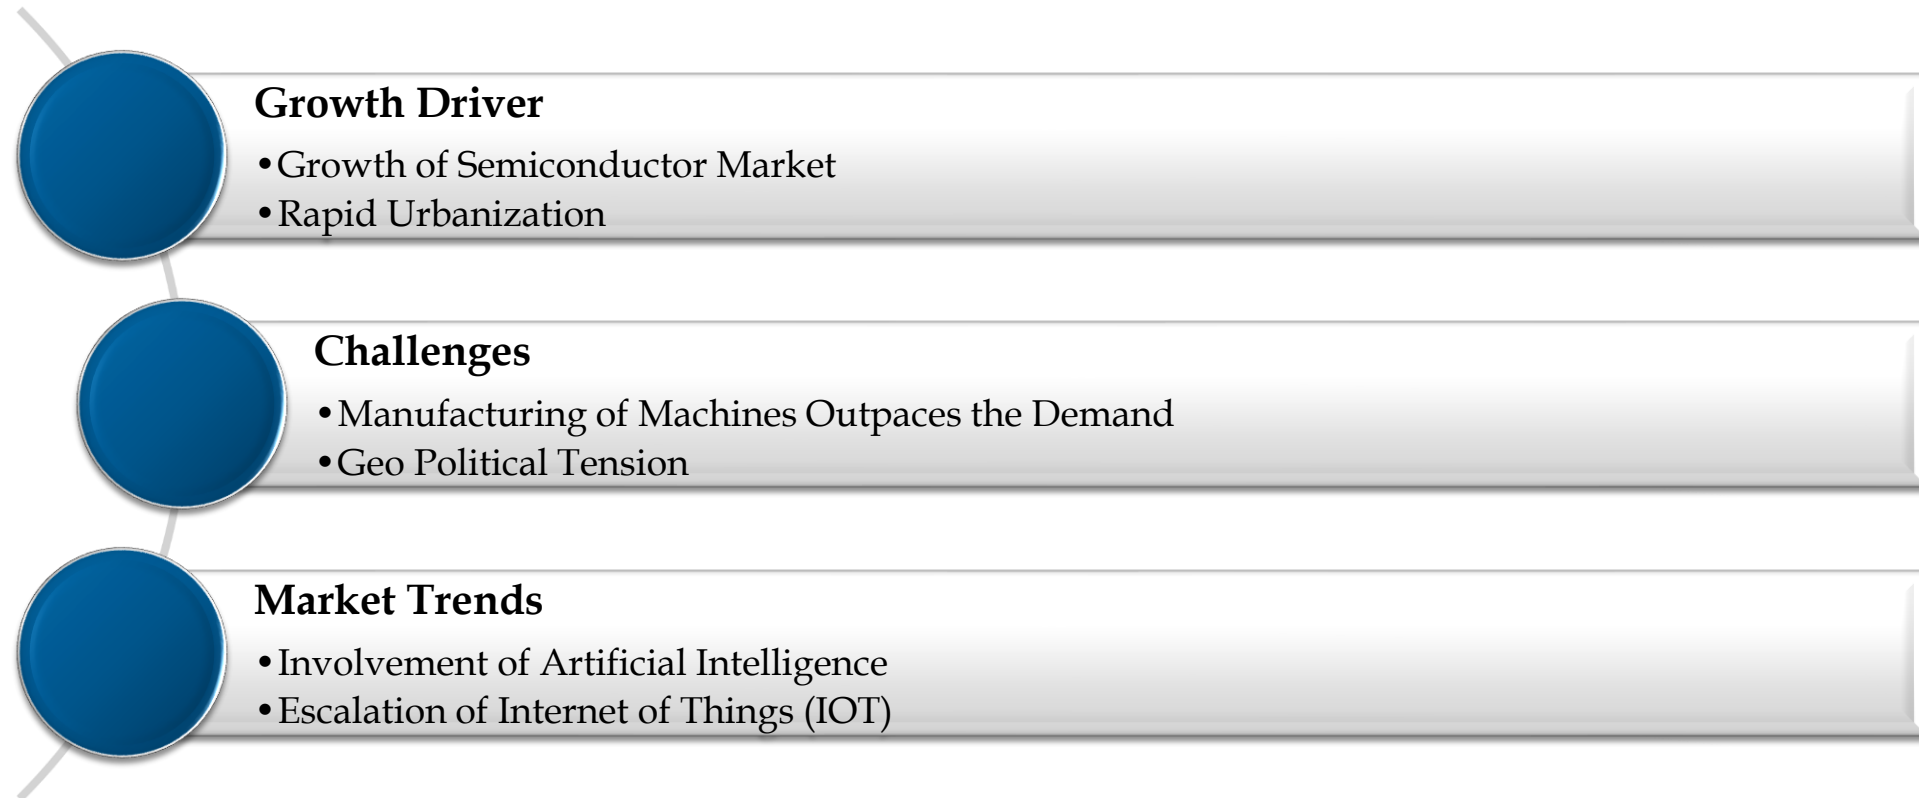 Growth Driver
•Growth of Semiconductor Market
•Rapid Urbanization
Challenges
•Manufacturing of Machines Outpaces the Demand
•Geo Political Tension
Market Trends
•Involvement of Artificial Intelligence
•Escalation of Internet of Things (IOT)